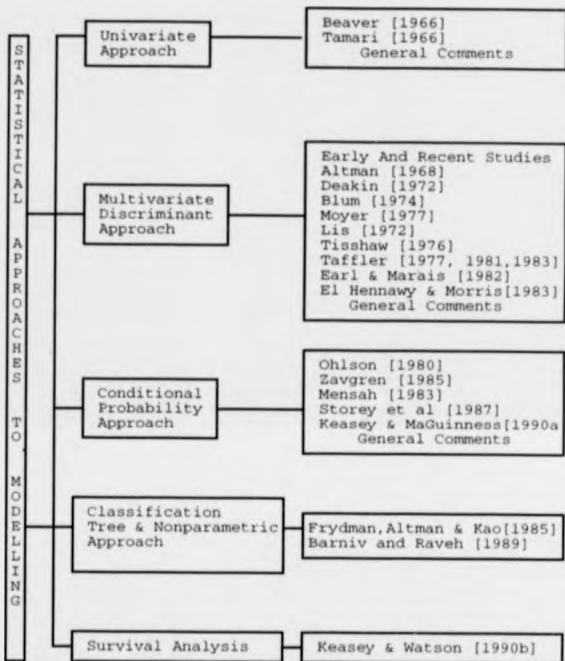 STATISTICAL APPROACHES TO MODELLING
Univariate
Approach
Beaver [1966]
Tamari [1966]
General Comments
Multivariate
Discriminant
Approach
Early And Recent Studies
Altman [1968]
Deakin [1972]
Blum [1974]
Moyer [1977]
Lis [1972]
Tisshaw [1976]
Taffler [1977, 1981,1983]
Earl & Marais [1982]
El Hennawy & Morris[1983]
General Comments
Conditional
Probability
Approach
Ohlson [1980]
Zavgren [1985]
Mensah [1983]
Storey et al [1987]
Keasey & MaGuinness[1990a
General Comments
Classification
Tree & Nonparametric
Approach
Frydman,Altman & Kao[1985]
Barniv and Raveh [1989]
Survival Analysis
Keasey & Watson [1990b]